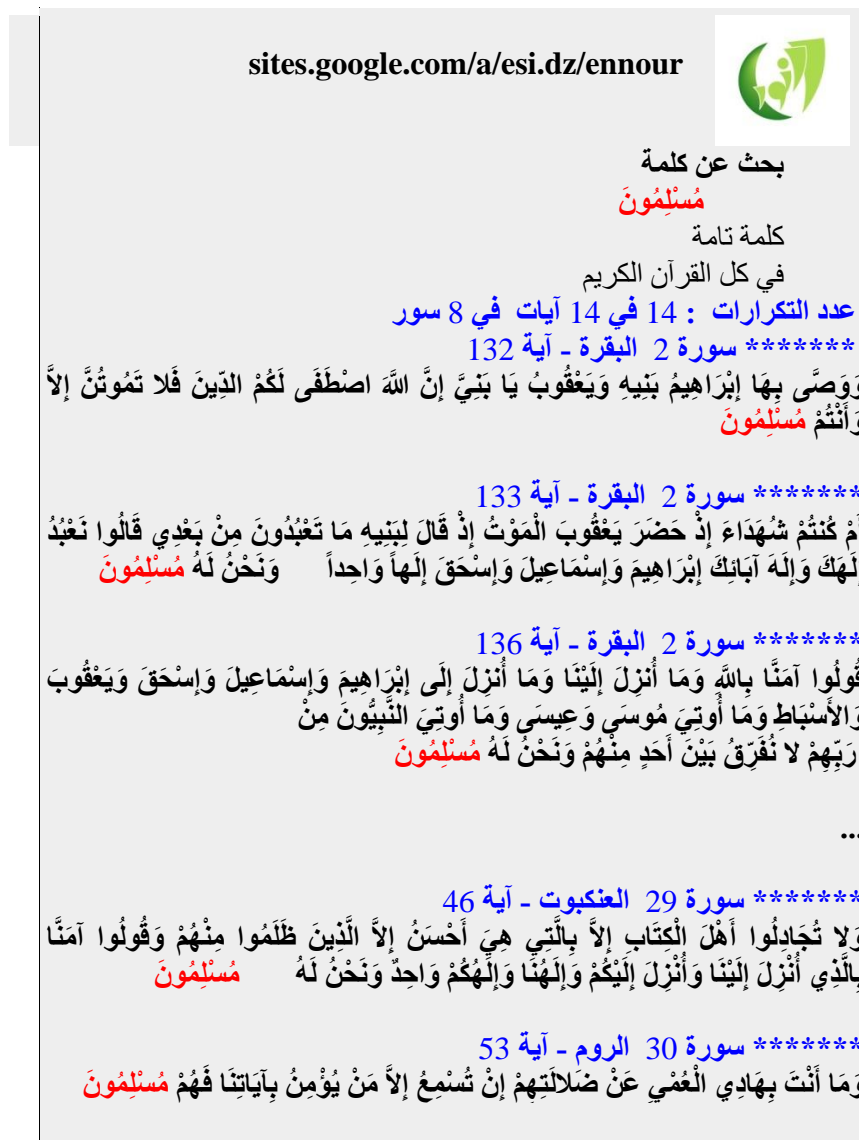 sites.google.com/a/esi.dz/ennour
بحث عن كلمة
مُسْلِمُونَ
كلمة تامة
في كل القرآن الكريم
عدد التكرارات : 14 في 14 آيات في 8 سور
******* سورة 2 البقرة - آية 132
وَوَصَّى بِهَا إِبْرَاهِيمُ بَنِيهِ وَيَعْقُوبُ يَا بَنِيَّ إِنَّ اللَّهَ اصْطَفَى لَكُمْ الدِّينَ فَلا تَمُوتُنَّ إِلاَّ
وَأَنْتُمْ مُسْلِمُونَ
******* سورة 2 البقرة - آية 133
أَمْ كُنتُمْ شُهَدَاءَ إِذْ حَضَرَ يَعْقُوبَ الْمَوْتُ إِذْ قَالَ لِبَنِيهِ مَا تَعْبُدُونَ مِنْ بَعْدِي قَالُوا نَعْبُدُ
إِلَهَكَ وَإِلَهَ آبَائِكَ إِبْرَاهِيمَ وَإِسْمَاعِيلَ وَإِسْحَقَ إِلَهاً وَاحِداً وَنَحْنُ لَهُ مُسْلِمُونَ
******* سورة 2 البقرة - آية 136
قُولُوا آمَنَّا بِاللَّهِ وَمَا أُنزِلَ إِلَيْنَا وَمَا أُنزِلَ إِلَى إِبْرَاهِيمَ وَإِسْمَاعِيلَ وَإِسْحَقَ وَيَعْقُوبَ
وَالأَسْبَاطِ وَمَا أُوتِيَ مُوسَى وَعِيسَى وَمَا أُوتِيَ النَّبِيُّونَ مِنْ
رَبِّهِمْ لا نُفَرِّقُ بَيْنَ أَحَدٍ مِنْهُمْ وَنَحْنُ لَهُ مُسْلِمُونَ
...
******* سورة 29 العنكبوت - آية 46
وَلا تُجَادِلُوا أَهْلَ الْكِتَابِ إِلاَّ بِالَّتِي هِيَ أَحْسَنُ إِلاَّ الَّذِينَ ظَلَمُوا مِنْهُمْ وَقُولُوا آمَنَّا
بِالَّذِي أُنْزِلَ إِلَيْنَا وَأُنْزِلَ إِلَيْكُمْ وَإِلَهُنَا وَإِلَهُكُمْ وَاحِدٌ وَنَحْنُ لَهُ مُسْلِمُونَ
******* سورة 30 الروم - آية 53
وَمَا أَنْتَ بِهَادِي الْعُمْيِ عَنْ ضَلالَتِهِمْ إِنْ تُسْمِعُ إِلاَّ مَنْ يُؤْمِنُ بِآيَاتِنَا فَهُمْ مُسْلِمُونَ